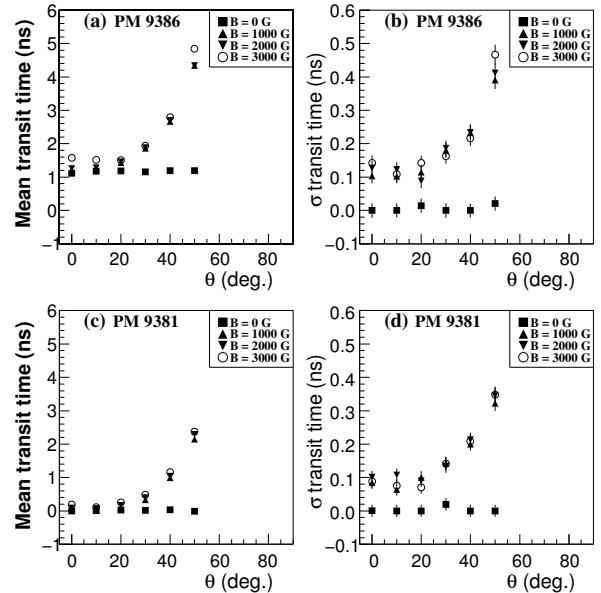 (a) PM 9386
B = 0 G
B = 1000 G
B = 2000 G
B = 3000 G
Mean transit time (ns)
6
5
4
3
2
1
0
−1
0 20 40 60 80
θ (deg.)
(b) PM 9386
B = 0 G
B = 1000 G
B = 2000 G
B = 3000 G
σ transit time (ns)
0.6
0.5
0.4
0.3
0.2
0.1
0.0
−0.1
0 20 40 60 80
θ (deg.)
(c) PM 9381
B = 0 G
B = 1000 G
B = 2000 G
B = 3000 G
Mean transit time (ns)
6
5
4
3
2
1
0
−1
0 20 40 60 80
θ (deg.)
(d) PM 9381
B = 0 G
B = 1000 G
B = 2000 G
B = 3000 G
σ transit time (ns)
0.6
0.5
0.4
0.3
0.2
0.1
0.0
−0.1
0 20 40 60 80
θ (deg.)